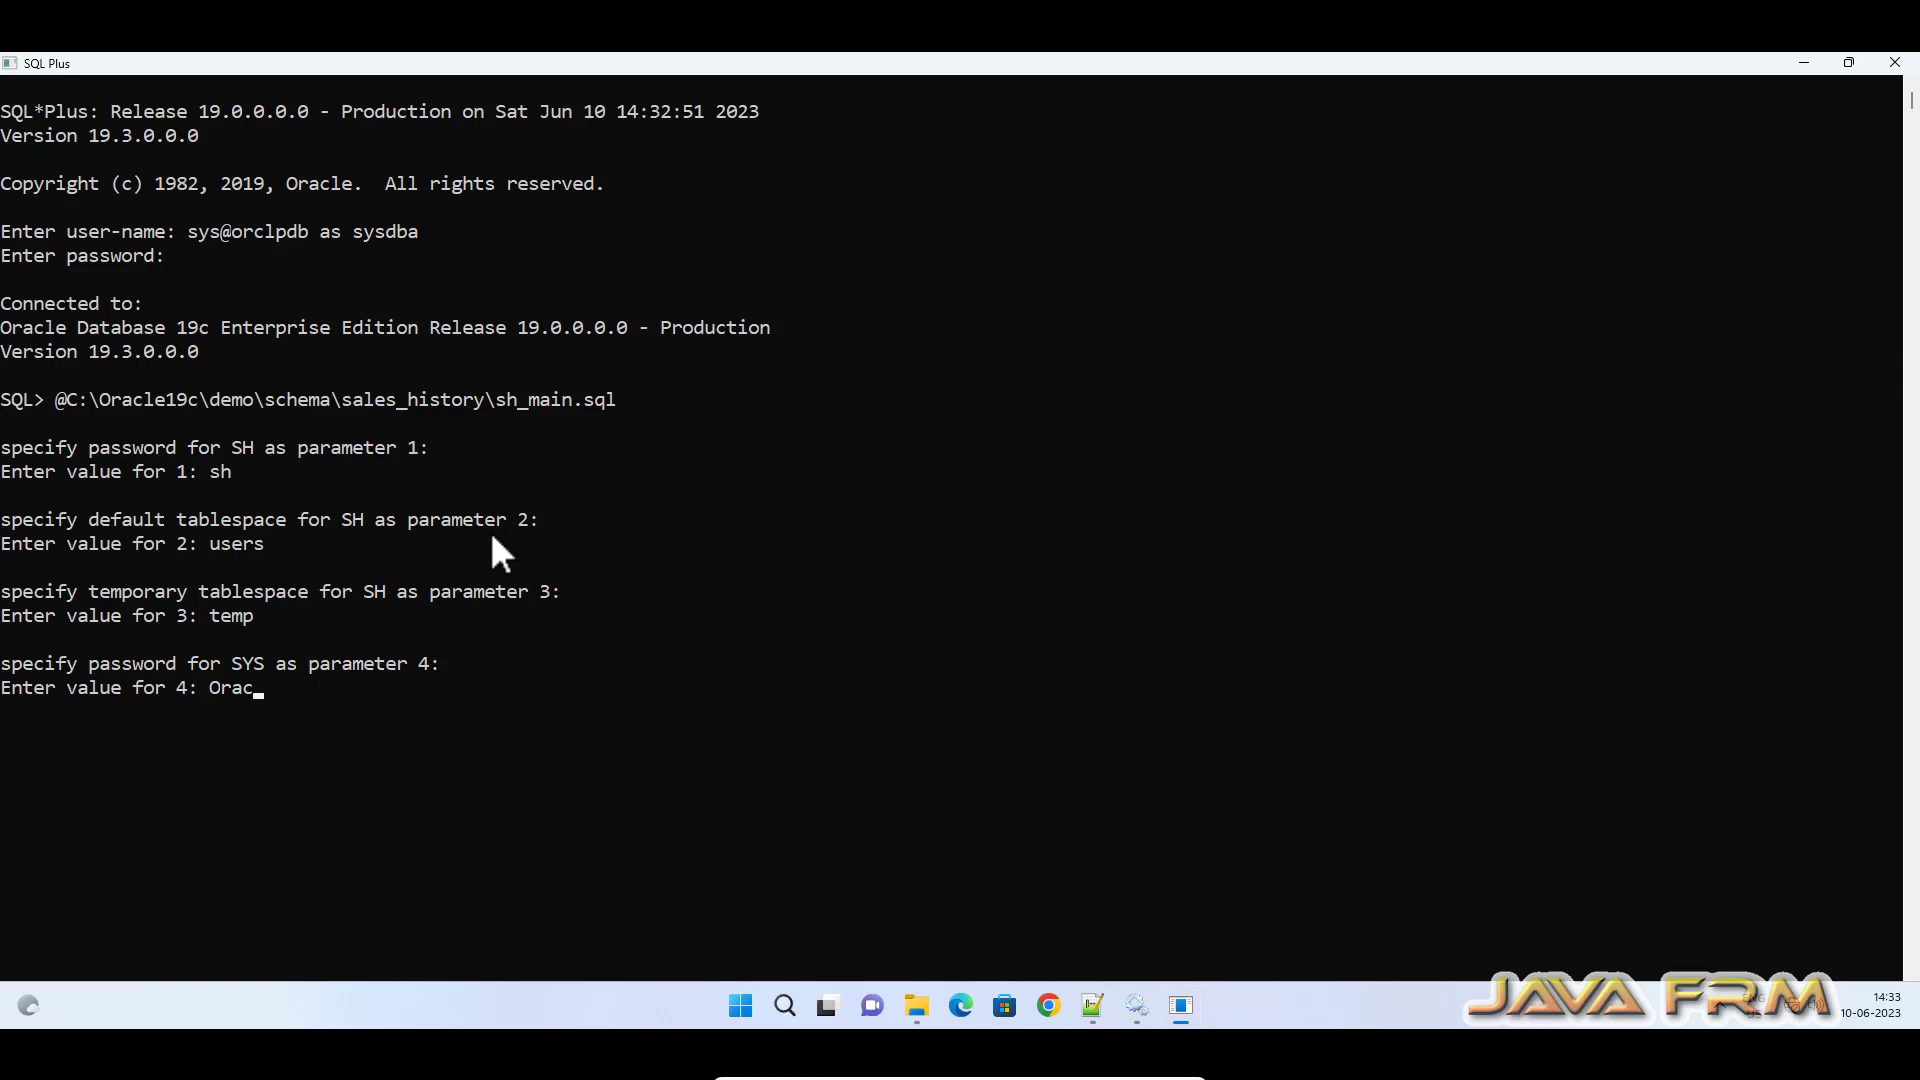 SQL Plus
SQL*Plus: Release 19.0.0.0.0 - Production on Sat Jun 10 14:32:51 2023
Version 19.3.0.0.0
Copyright (c) 1982, 2019, Oracle.  All rights reserved.
Enter user-name: sys@orclpdb as sysdba
Enter password:
Connected to:
Oracle Database 19c Enterprise Edition Release 19.0.0.0.0 - Production
Version 19.3.0.0.0
SQL> @C:\Oracle19c\demo\schema\sales_history\sh_main.sql
specify password for SH as parameter 1:
Enter value for 1: sh
specify default tablespace for SH as parameter 2:
Enter value for 2: users
specify temporary tablespace for SH as parameter 3:
Enter value for 3: temp
specify password for SYS as parameter 4:
Enter value for 4: Orac_
JAVA FRM
ENG
US
14:33
10-06-2023